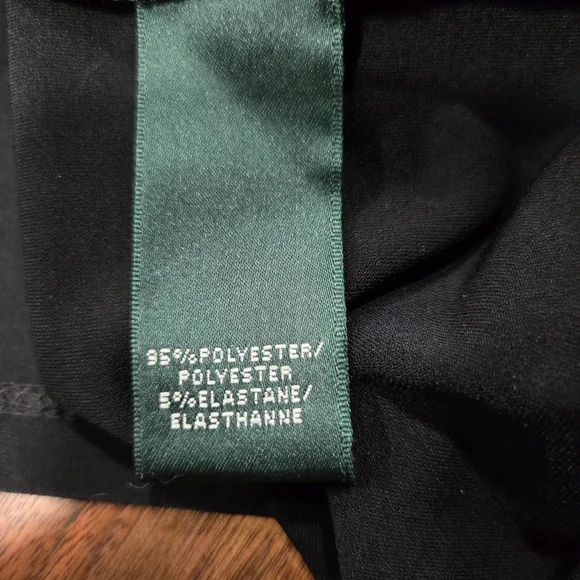 95%POLYESTER/
POLYESTER
5%ELASTANE/
ELASTHANNE